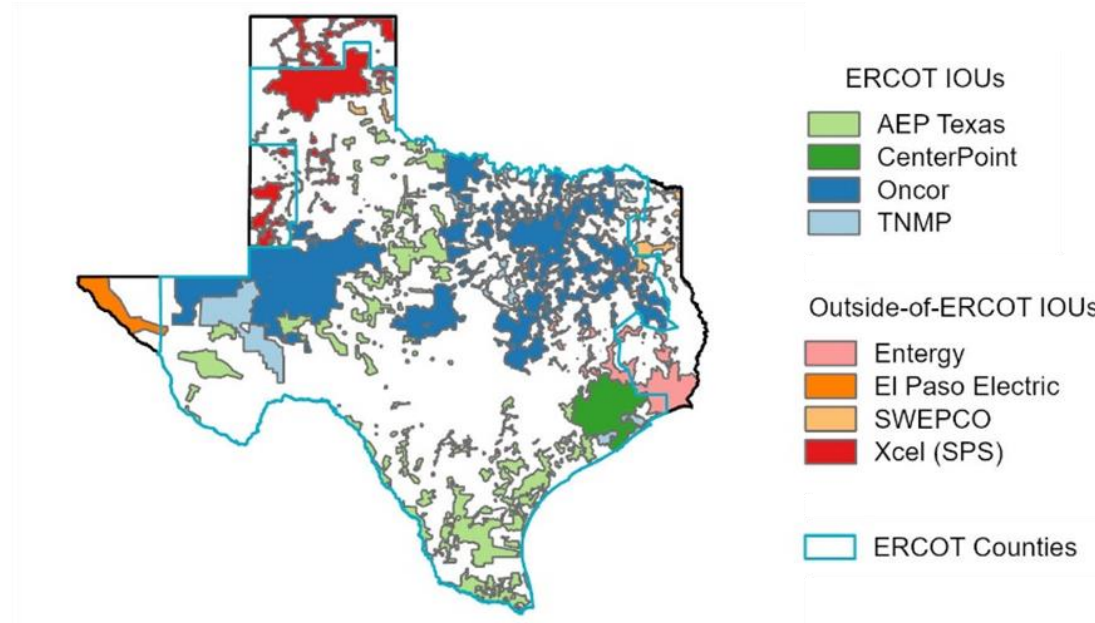 ERCOT IOUs
AEP Texas
CenterPoint
Oncor
TNMP
Outside-of-ERCOT IOUs
Entergy
El Paso Electric
SWEPCO
Xcel (SPS)
ERCOT Counties